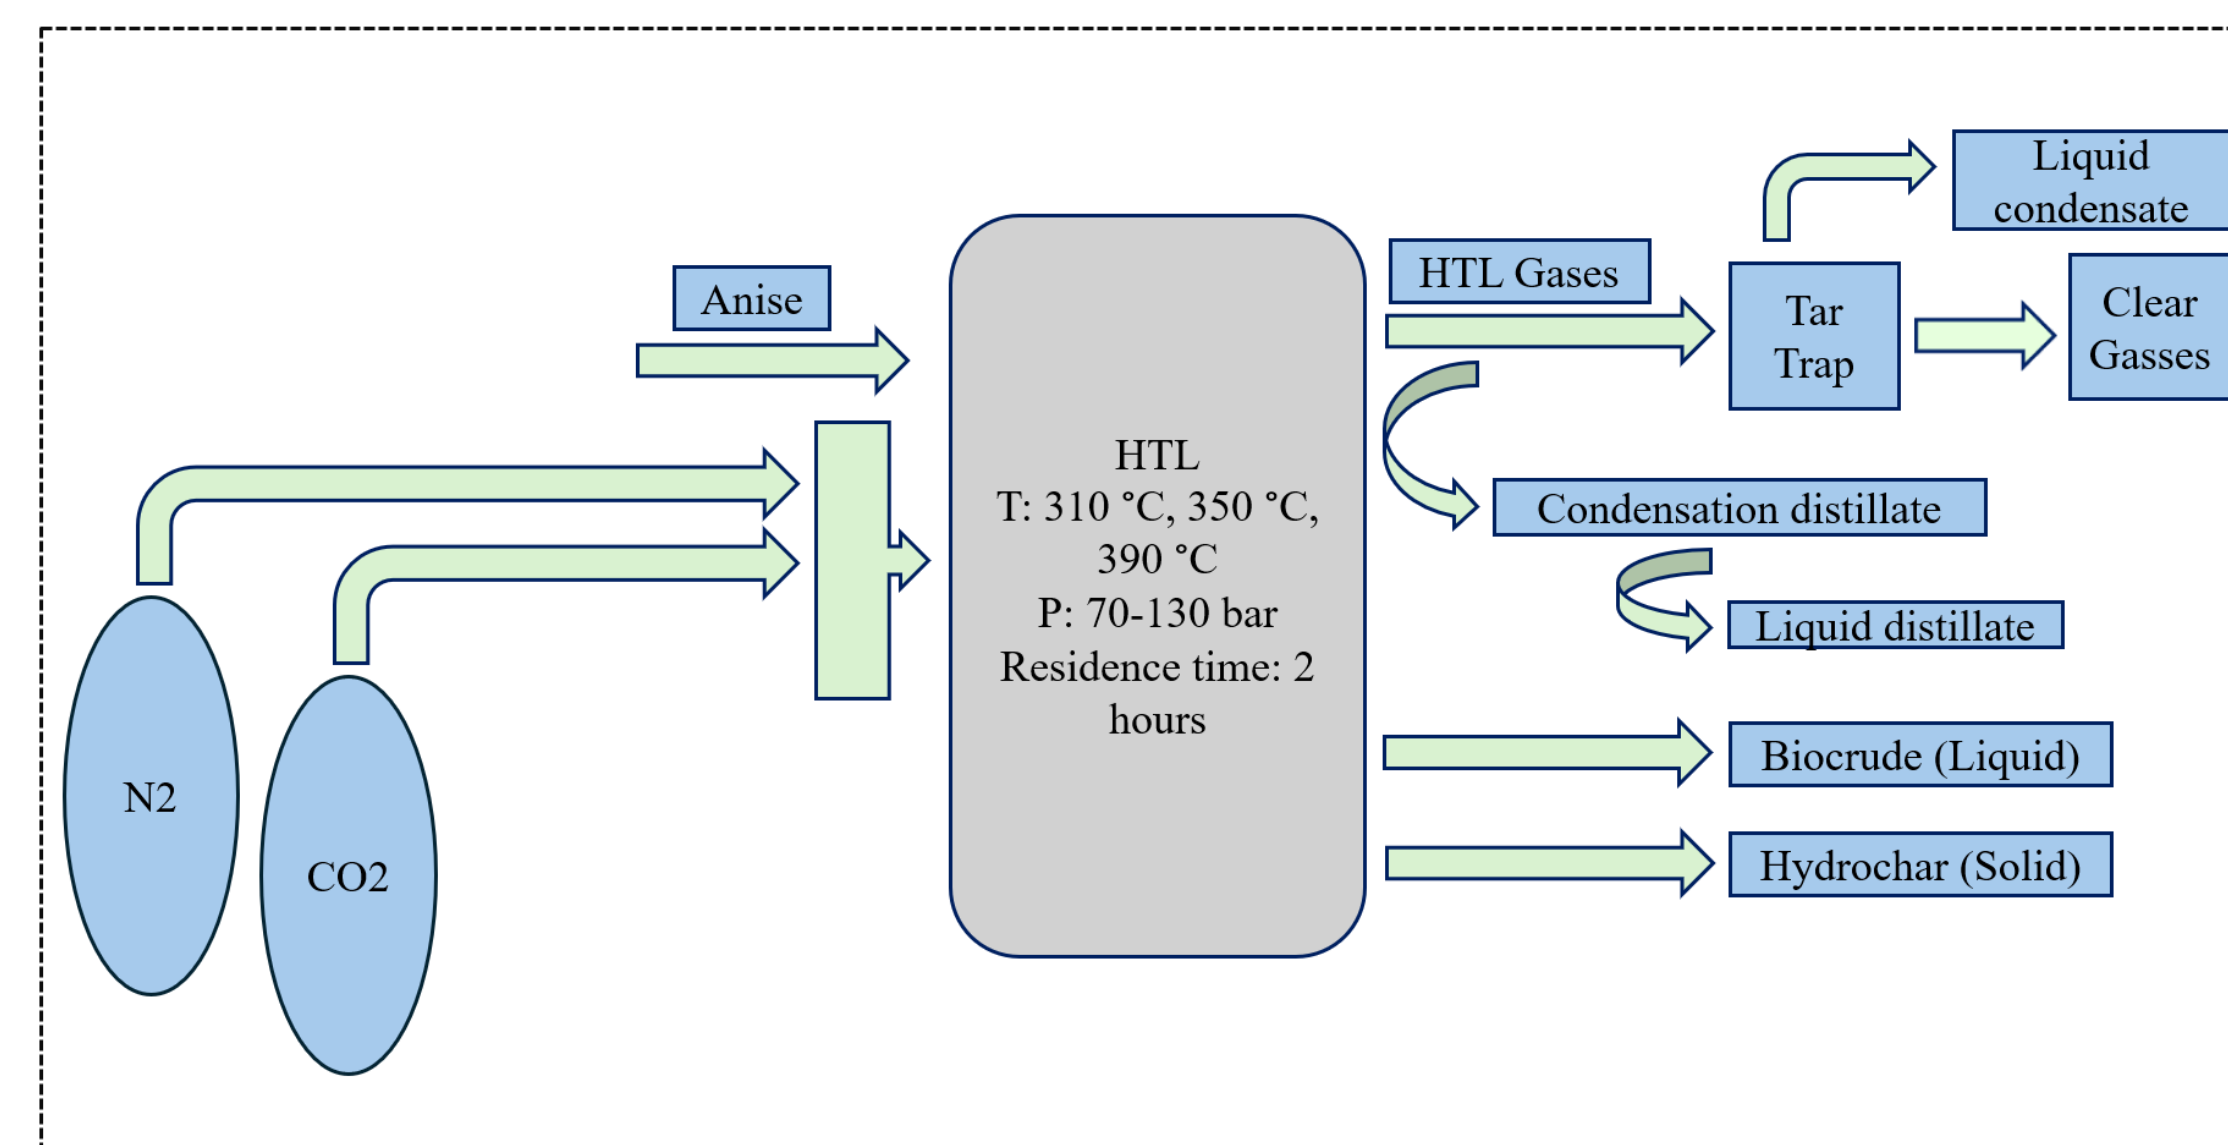 Liquid
condensate
HTL Gases
Anise
Tar
Trap
Clear
Gasses
HTL
T: 310 °C, 350 °C,
390 °C
P: 70-130 bar
Residence time: 2
hours
Condensation distillate
Liquid distillate
Biocrude (Liquid)
Hydrochar (Solid)
N2
CO2